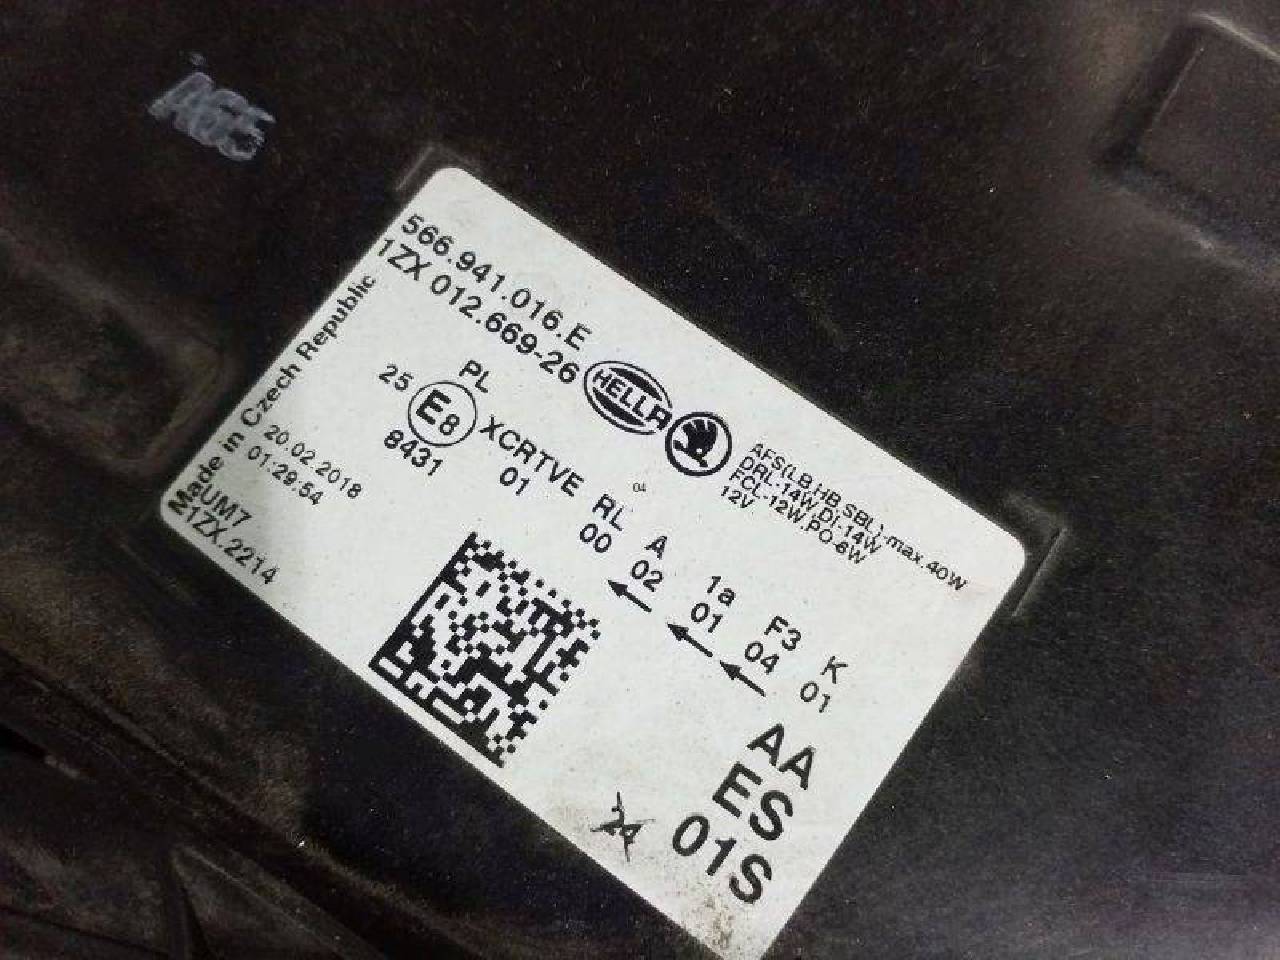 566.941.016.E
1ZX 012.669-26
HELLA
AFS(LB,HB,SBL)-max.40W
DRL-14W,DI-14W
FCL-12W,PO-6W
12V
04
PL
25 E8 XCRTVE RL A 1a F3 K
8431 01 00 02 01 04 01
Made in Czech Republic
20.02.2018
01:29:54
UM7
1ZX.2214
AA
ES
01S
24